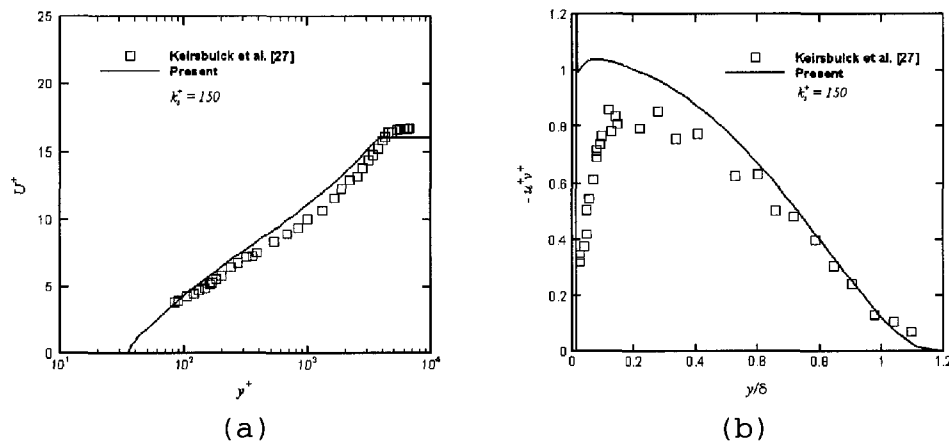 25
20
15
10
5
0
U⁺
10¹
10²
10³
10⁴
y⁺
Keirsbulck et al. [27]
Present
kₛ⁺ = 150
(a)
1.2
1
0.8
0.6
0.4
0.2
0
- u⁺v⁺
0
0.2
0.4
0.6
0.8
1
1.2
y/δ
Keirsbulck et al. [27]
Present
kₛ⁺ = 150
(b)